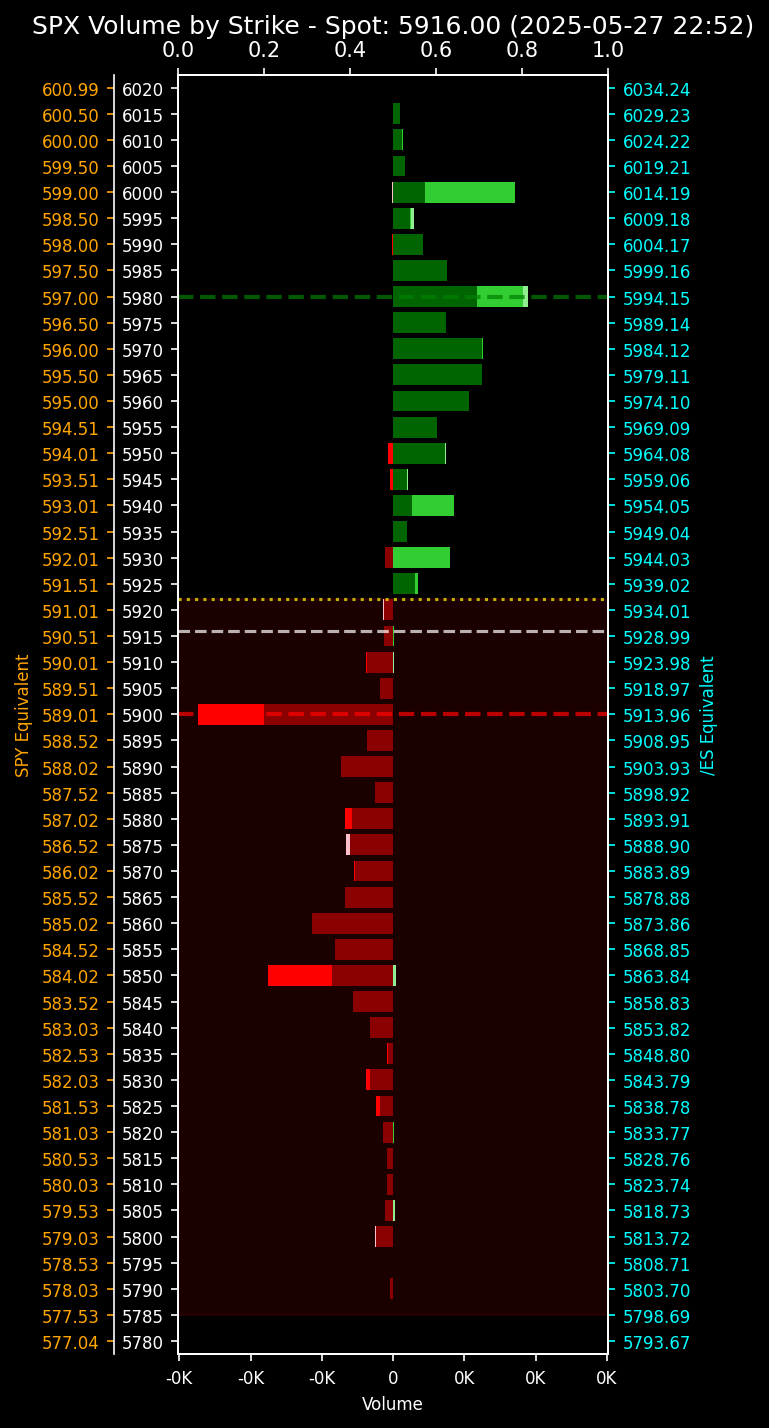 SPX Volume by Strike - Spot: 5916.00 (2025-05-27 22:52)
0.0 0.2 0.4 0.6 0.8 1.0
600.99 6020 6034.24
600.50 6015 6029.23
600.00 6010 6024.22
599.50 6005 6019.21
599.00 6000 6014.19
598.50 5995 6009.18
598.00 5990 6004.17
597.50 5985 5999.16
597.00 5980 5994.15
596.50 5975 5989.14
596.00 5970 5984.12
595.50 5965 5979.11
595.00 5960 5974.10
594.51 5955 5969.09
594.01 5950 5964.08
593.51 5945 5959.06
593.01 5940 5954.05
592.51 5935 5949.04
592.01 5930 5944.03
591.51 5925 5939.02
591.01 5920 5934.01
590.51 5915 5928.99
590.01 5910 5923.98
589.51 5905 5918.97
589.01 5900 5913.96
588.52 5895 5908.95
588.02 5890 5903.93
587.52 5885 5898.92
587.02 5880 5893.91
586.52 5875 5888.90
586.02 5870 5883.89
585.52 5865 5878.88
585.02 5860 5873.86
584.52 5855 5868.85
584.02 5850 5863.84
583.52 5845 5858.83
583.03 5840 5853.82
582.53 5835 5848.80
582.03 5830 5843.79
581.53 5825 5838.78
581.03 5820 5833.77
580.53 5815 5828.76
580.03 5810 5823.74
579.53 5805 5818.73
579.03 5800 5813.72
578.53 5795 5808.71
578.03 5790 5803.70
577.53 5785 5798.69
577.04 5780 5793.67
SPY Equivalent
/ES Equivalent
-0K -0K -0K 0 0K 0K 0K
Volume